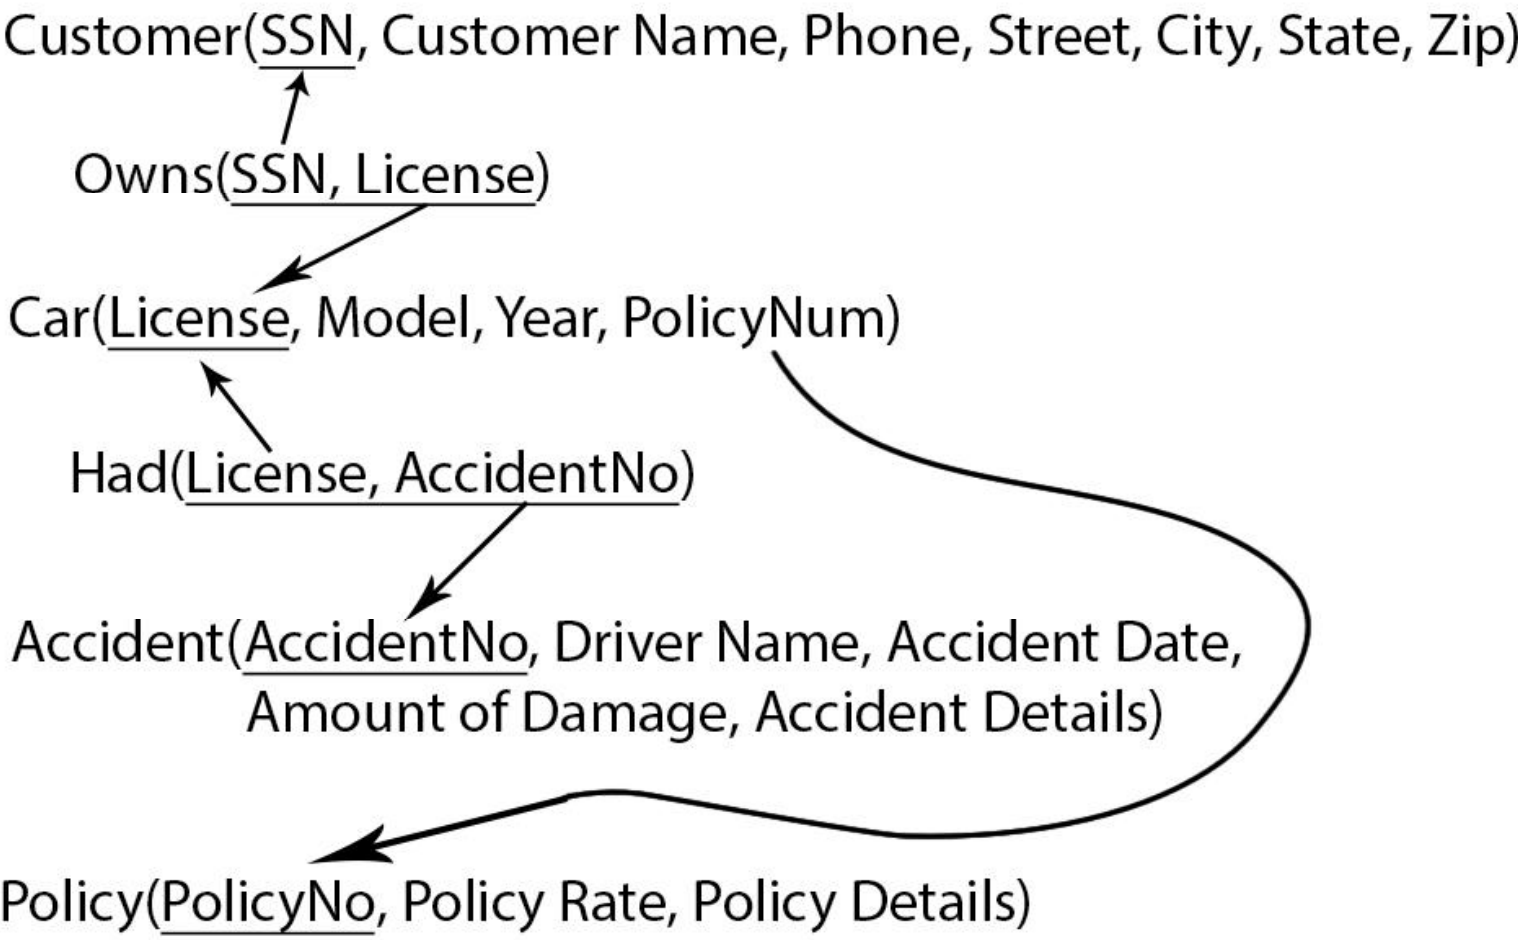 Customer(SSN, Customer Name, Phone, Street, City, State, Zip)
Owns(SSN, License)
Car(License, Model, Year, PolicyNum)
Had(License, AccidentNo)
Accident(AccidentNo, Driver Name, Accident Date,
Amount of Damage, Accident Details)
Policy(PolicyNo, Policy Rate, Policy Details)